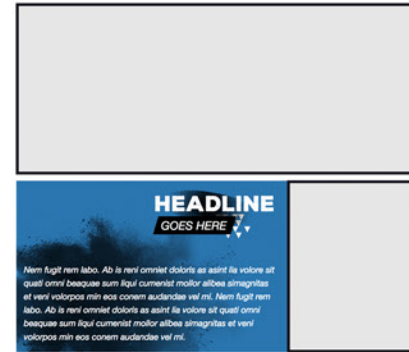 HEADLINE
GOES HERE
Nem fugit rem labo. Ab is reni omniet doloris as asint lia volore sit
quati omni beaquae sum liqui cumenist mollor alibea simagnitas
et veni volorpos min eos conem audandae vel mi. Nem fugit rem
labo. Ab is reni omniet doloris as asint lia volore sit quati omni
beaquae sum liqui cumenist mollor alibea simagnitas et veni
volorpos min eos conem audandae vel mi.